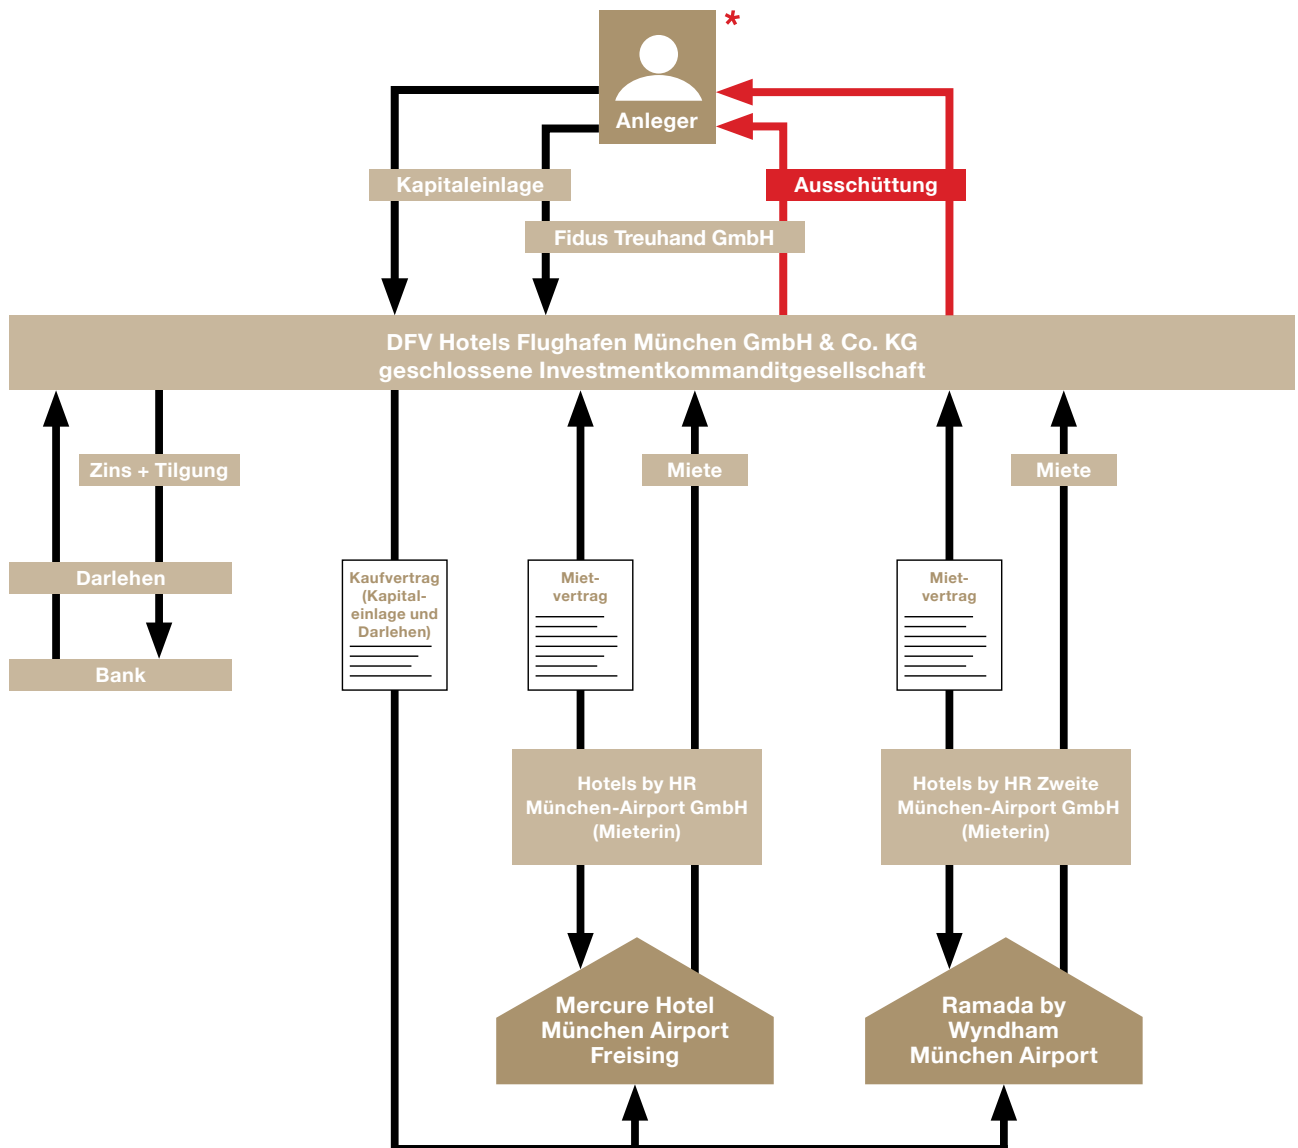 *
Anleger
Kapitaleinlage
Ausschüttung
Fidus Treuhand GmbH
DFV Hotels Flughafen München GmbH & Co. KG
geschlossene Investmentkommanditgesellschaft
Zins + Tilgung
Miete
Miete
Darlehen
Bank
Kaufvertrag
(Kapital-
einlage und
Darlehen)
Miet-
vertrag
Miet-
vertrag
Hotels by HR
München-Airport GmbH
(Mieterin)
Hotels by HR Zweite
München-Airport GmbH
(Mieterin)
Mercure Hotel
München Airport
Freising
Ramada by
Wyndham
München Airport